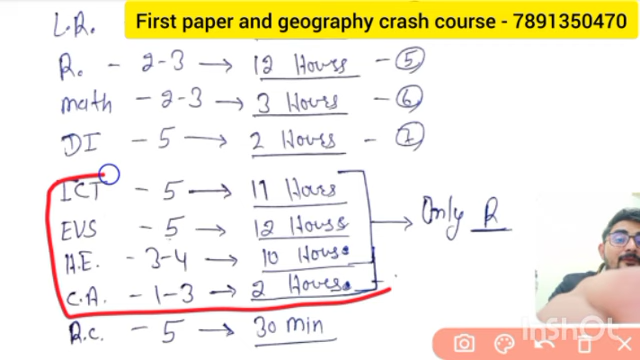 First paper and geography crash course - 7891350470
L.R.
R. - 2-3 → 12 Hours - 5
math - 2-3 → 3 Hours - 6
DI - 5 → 2 Hours - 7
ICT - 5 → 11 Hours
EVS - 5 → 12 Hours
H.E. - 3-4 → 10 Hours
C.A. - 1-3 → 2 Hours
→ Only R
R.C. - 5 → 30 min
InShOt